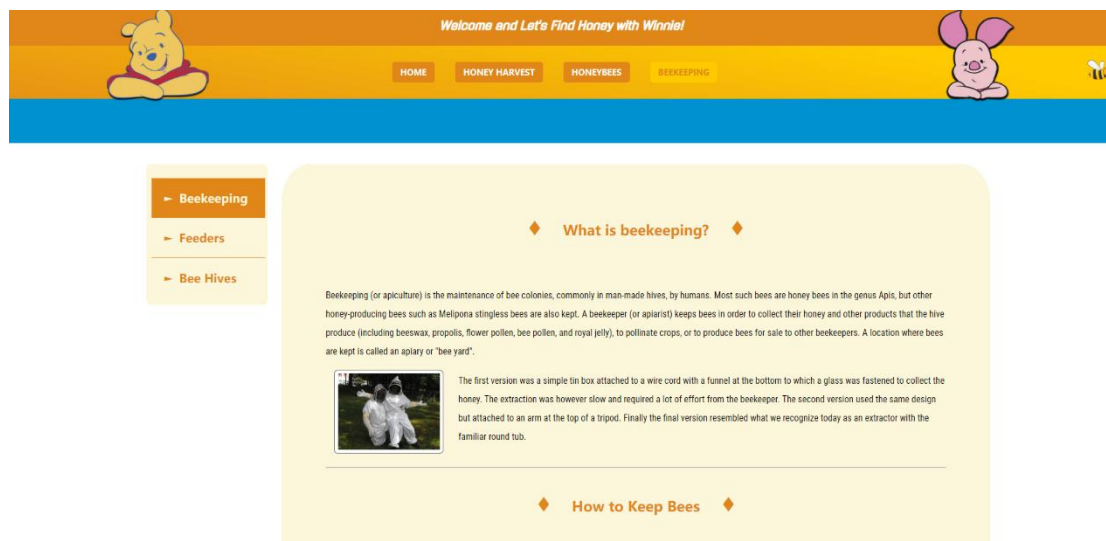 Welcome and Let's Find Honey with Winnie!
HOME HONEY HARVEST HONEYBEES BEEKEEPING
► Beekeeping
► Feeders
► Bee Hives
♦ What is beekeeping? ♦
Beekeeping (or apiculture) is the maintenance of bee colonies, commonly in man-made hives, by humans. Most such bees are honey bees in the genus Apis, but other
honey-producing bees such as Melipona stingless bees are also kept. A beekeeper (or apiarist) keeps bees in order to collect their honey and other products that the hive
produce (including beeswax, propolis, flower pollen, bee pollen, and royal jelly), to pollinate crops, or to produce bees for sale to other beekeepers. A location where bees
are kept is called an apiary or "bee yard".
The first version was a simple tin box attached to a wire cord with a funnel at the bottom to which a glass was fastened to collect the
honey. The extraction was however slow and required a lot of effort from the beekeeper. The second version used the same design
but attached to an arm at the top of a tripod. Finally the final version resembled what we recognize today as an extractor with the
familiar round tub.
♦ How to Keep Bees ♦